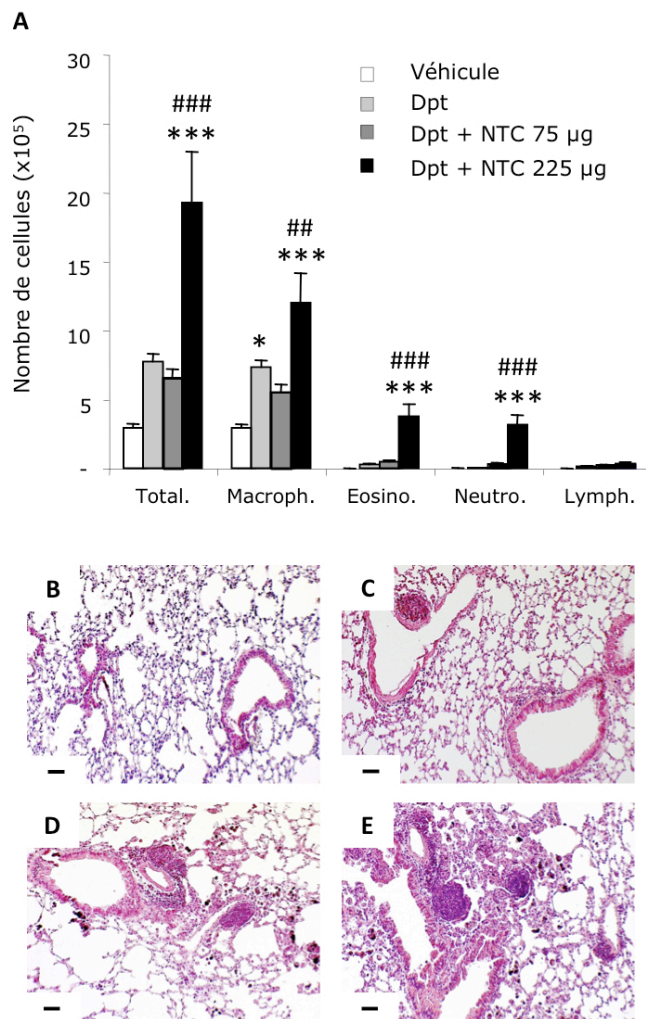 A
30
25
20
15
10
5
-
Nombre de cellules (x10⁵)
Véhicule
Dpt
Dpt + NTC 75 µg
Dpt + NTC 225 µg
###
***
*
##
***
###
***
###
***
Total. Macroph. Eosino. Neutro. Lymph.
B
C
D
E